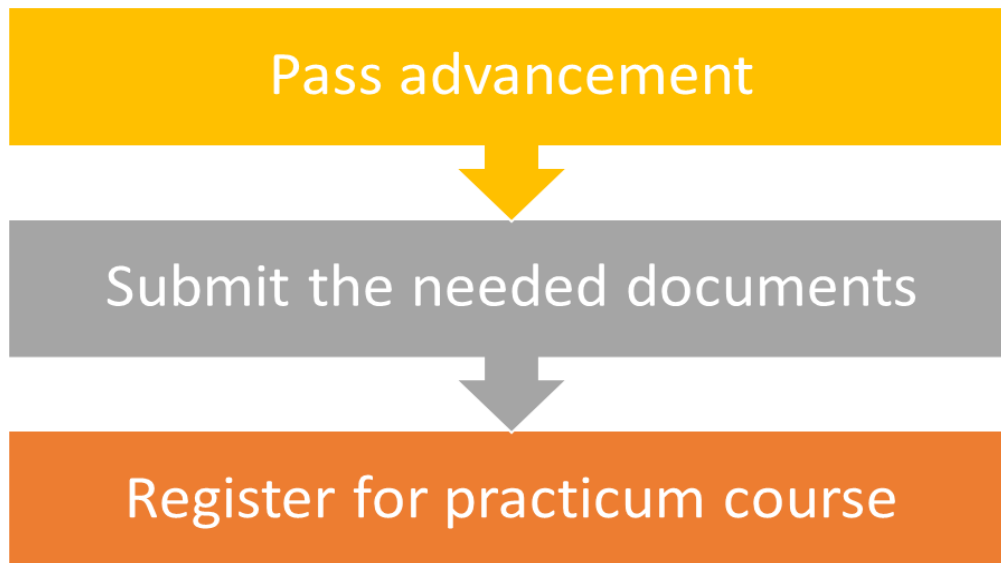 Pass advancement
Submit the needed documents
Register for practicum course